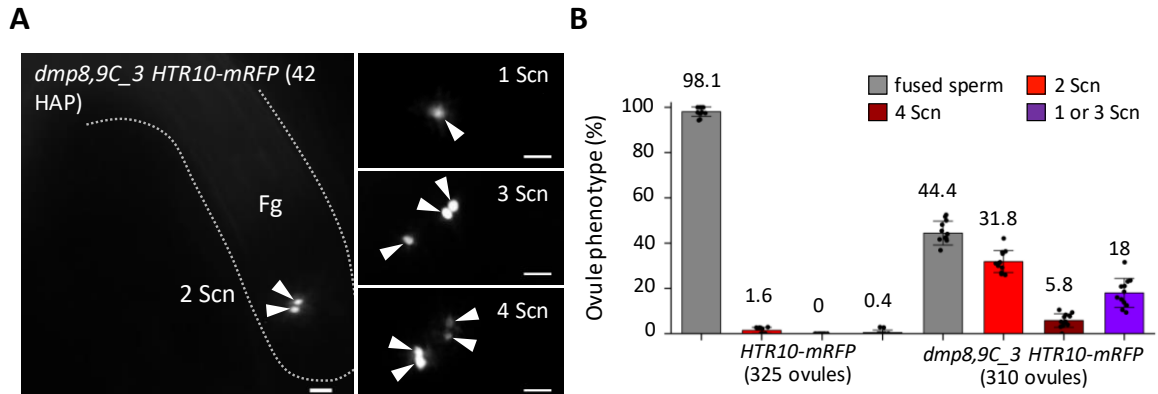 A
dmp8,9C_3 HTR10-mRFP (42
HAP)
Fg
2 Scn
1 Scn
3 Scn
4 Scn
B
Ovule phenotype (%)
100
80
60
40
20
0
fused sperm
2 Scn
4 Scn
1 or 3 Scn
98.1
1.6
0
0.4
44.4
31.8
5.8
18
HTR10-mRFP
(325 ovules)
dmp8,9C_3 HTR10-mRFP
(310 ovules)